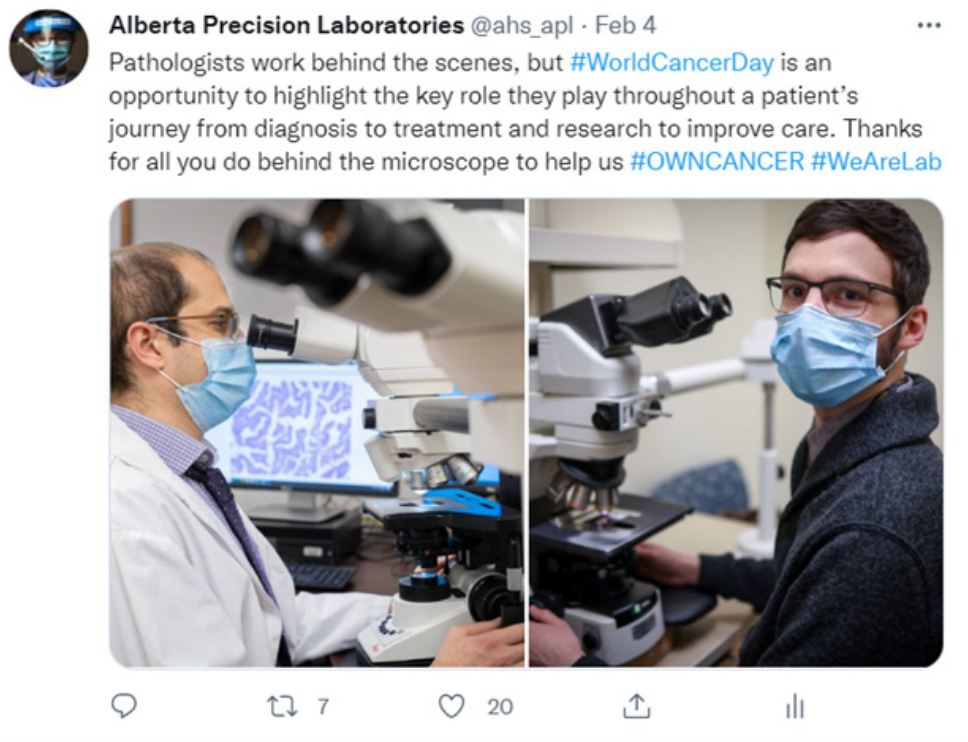 Alberta Precision Laboratories @ahs_apl · Feb 4
Pathologists work behind the scenes, but #WorldCancerDay is an
opportunity to highlight the key role they play throughout a patient’s
journey from diagnosis to treatment and research to improve care. Thanks
for all you do behind the microscope to help us #OWNCANCER #WeAreLab
7 20